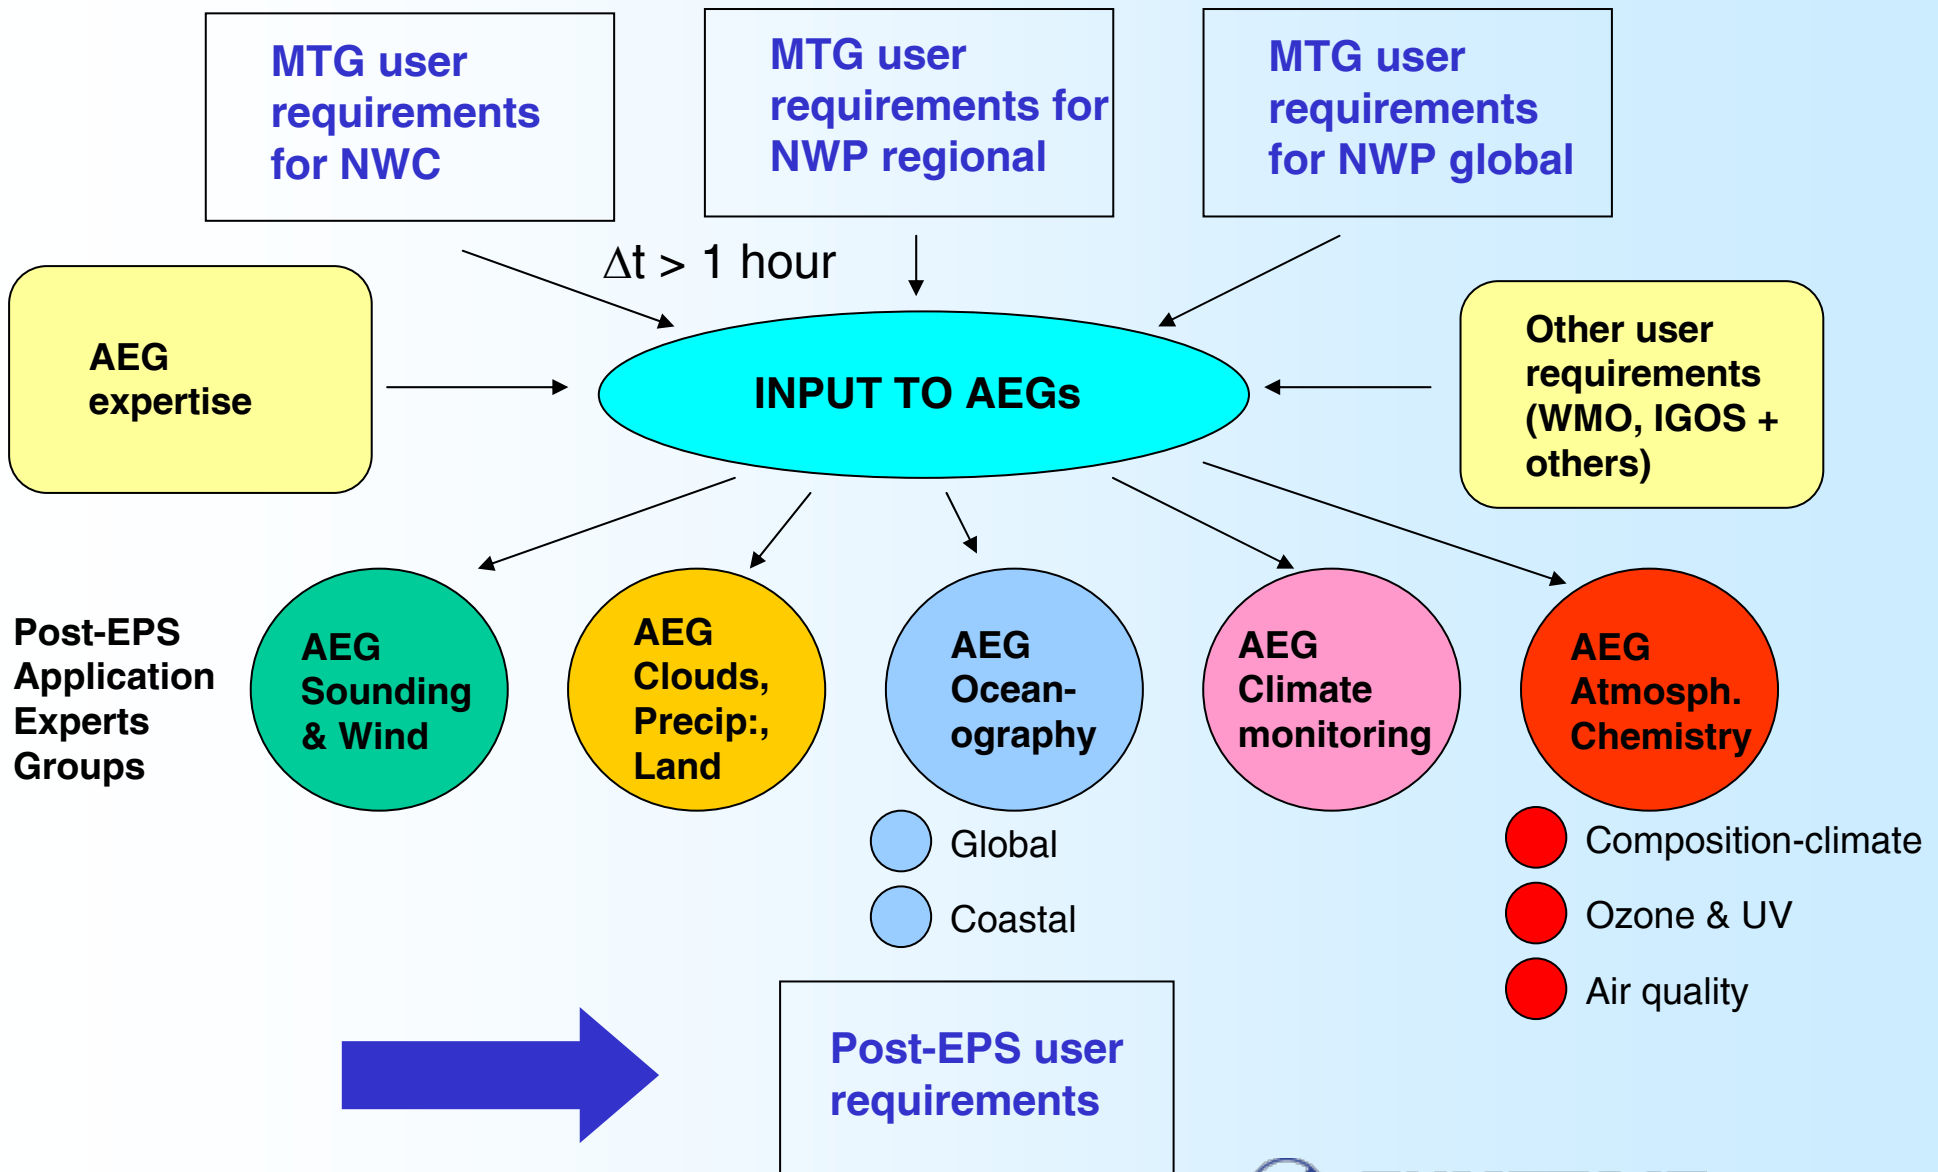 MTG user
requirements
for NWC
MTG user
requirements for
NWP regional
MTG user
requirements
for NWP global
Δt > 1 hour
AEG
expertise
INPUT TO AEGs
Other user
requirements
(WMO, IGOS +
others)
Post-EPS
Application
Experts
Groups
AEG
Sounding
& Wind
AEG
Clouds,
Precip:,
Land
AEG
Ocean-
ography
AEG
Climate
monitoring
AEG
Atmosph.
Chemistry
Global
Coastal
Composition-climate
Ozone & UV
Air quality
Post-EPS user
requirements